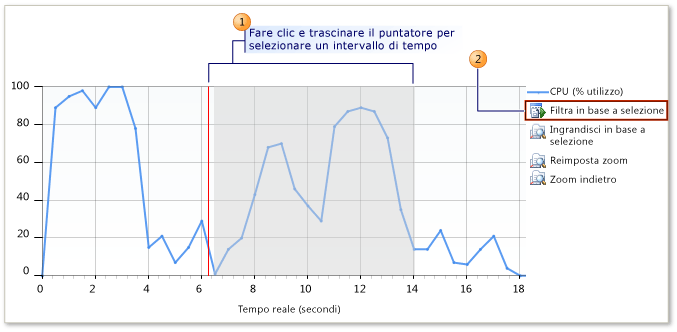 1
Fare clic e trascinare il puntatore per
selezionare un intervallo di tempo
2
100
80
60
40
20
0
CPU (% utilizzo)
Filtra in base a selezione
Ingrandisci in base a
selezione
Reimposta zoom
Zoom indietro
0 2 4 6 8 10 12 14 16 18
Tempo reale (secondi)